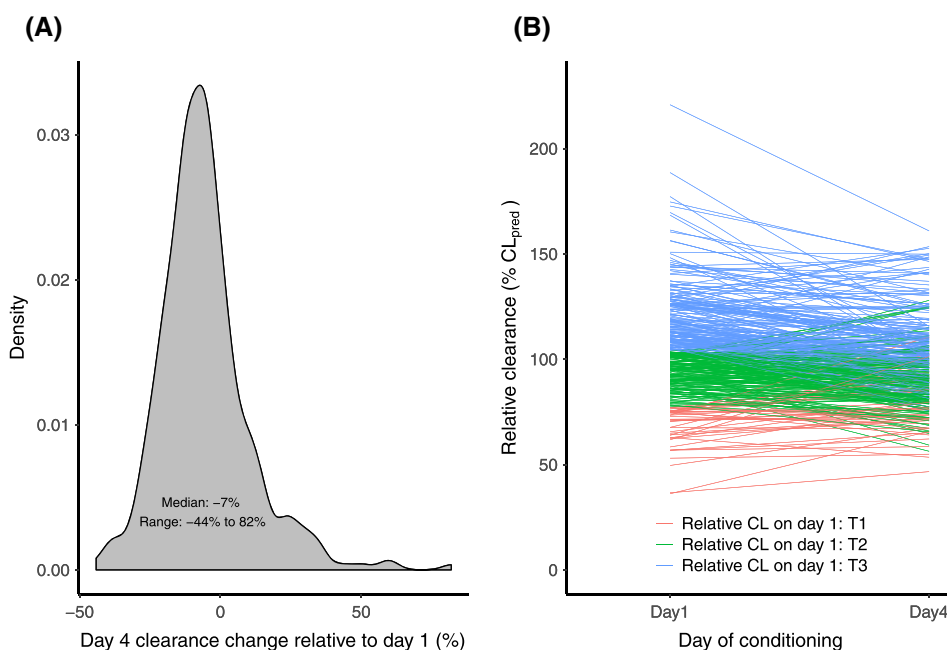 (A)
0.03
0.02
0.01
0.00
Density
Median: −7%
Range: −44% to 82%
−50
0
50
Day 4 clearance change relative to day 1 (%)
(B)
200
150
100
50
0
Relative clearance (% CLpred)
Relative CL on day 1: T1
Relative CL on day 1: T2
Relative CL on day 1: T3
Day1
Day4
Day of conditioning